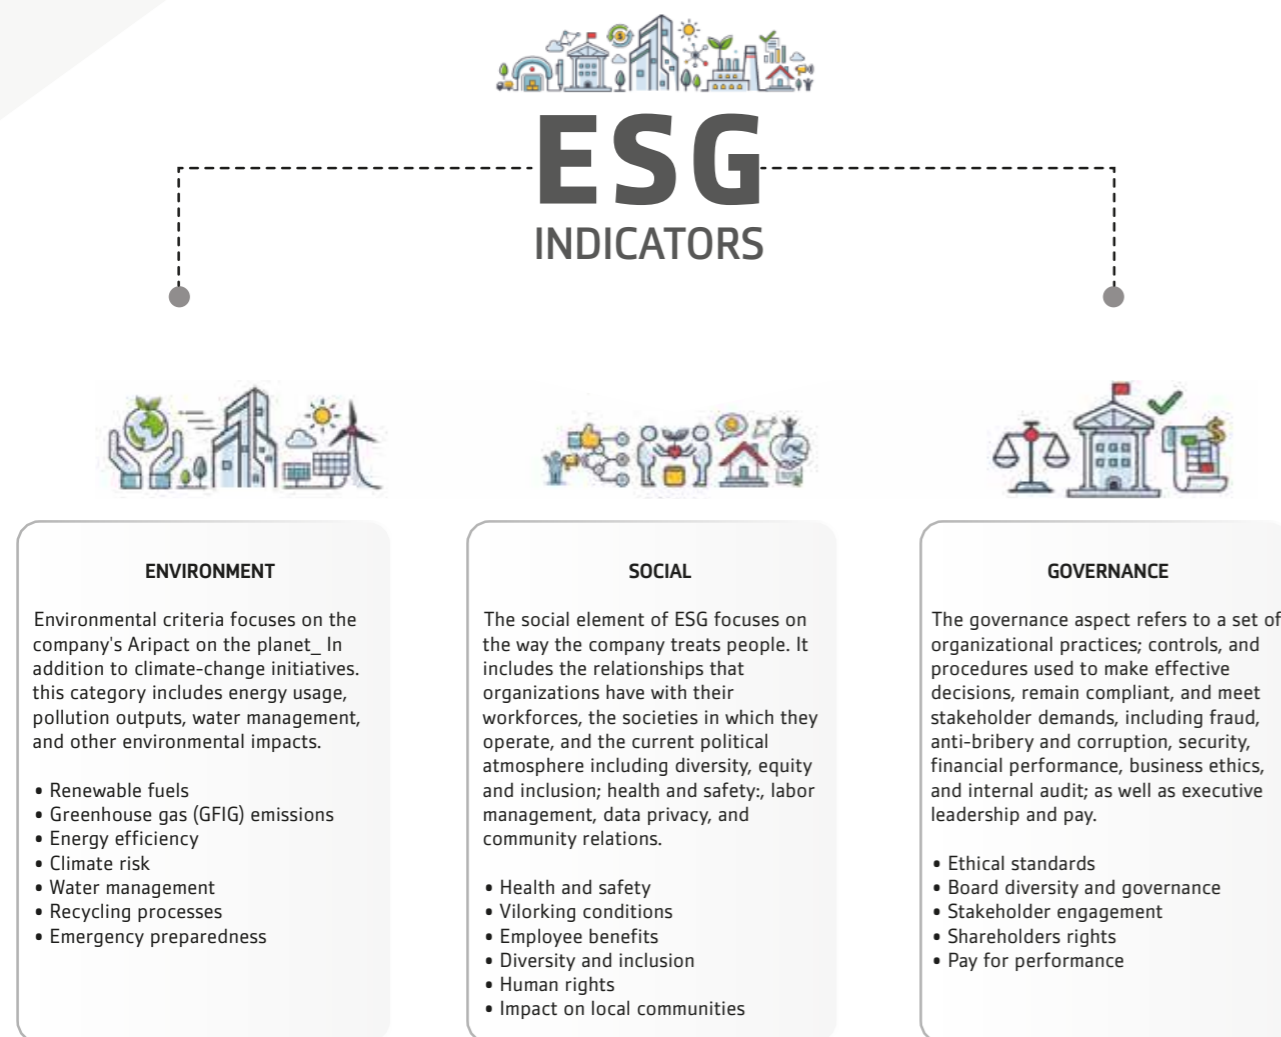 ESG
INDICATORS
ENVIRONMENT
Environmental criteria focuses on the
company's Aripact on the planet_ In
addition to climate-change initiatives.
this category includes energy usage,
pollution outputs, water management,
and other environmental impacts.
• Renewable fuels
• Greenhouse gas (GFIG) emissions
• Energy efficiency
• Climate risk
• Water management
• Recycling processes
• Emergency preparedness
SOCIAL
The social element of ESG focuses on
the way the company treats people. It
includes the relationships that
organizations have with their
workforces, the societies in which they
operate, and the current political
atmosphere including diversity, equity
and inclusion; health and safety:, labor
management, data privacy, and
community relations.
• Health and safety
• Vilorking conditions
• Employee benefits
• Diversity and inclusion
• Human rights
• Impact on local communities
GOVERNANCE
The governance aspect refers to a set of
organizational practices; controls, and
procedures used to make effective
decisions, remain compliant, and meet
stakeholder demands, including fraud,
anti-bribery and corruption, security,
financial performance, business ethics,
and internal audit; as well as executive
leadership and pay.
• Ethical standards
• Board diversity and governance
• Stakeholder engagement
• Shareholders rights
• Pay for performance